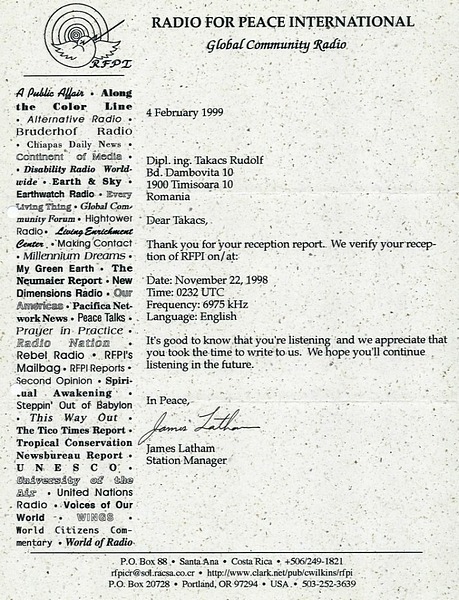 RADIO FOR PEACE INTERNATIONAL
Global Community Radio
RFPI
A Public Affair • Along
the Color Line
• Alternative Radio •
Bruderhof Radio
• Chiapas Daily News •
Continent of Media •
• Disability Radio World-
wide • Earth & Sky •
Earthwatch Radio • Every
Living Thing • Global Com-
munity Forum • Hightower
Radio • Living Enrichment
Center • Making Contact
• Millennium Dreams •
My Green Earth • The
Neumaier Report • New
Dimensions Radio • Our
Americas • Pacifica Net-
work News • Peace Talks •
Prayer in Practice •
Radio Nation •
Rebel Radio • RFPI's
Mailbag • RFPI Reports •
Second Opinion • Spiri-
tual Awakening •
Steppin' Out of Babylon
• This Way Out •
The Tico Times Report •
Tropical Conservation
Newsbureau Report •
UNESCO •
University of the
Air • United Nations
Radio • Voices of Our
World • WINGS •
World Citizens Com-
mentary • World of Radio
4 February 1999
Dipl. ing. Takacs Rudolf
Bd. Dambovita 10
1900 Timisoara 10
Romania
Dear Takacs,
Thank you for your reception report. We verify your recep-
tion of RFPI on/at:
Date: November 22, 1998
Time: 0232 UTC
Frequency: 6975 kHz
Language: English
It's good to know that you're listening and we appreciate that
you took the time to write to us. We hope you'll continue
listening in the future.
In Peace,
James Latham
James Latham
Station Manager
P.O. Box 88 • Santa Ana • Costa Rica • +506/249-1821
rfpicr@sol.racsa.co.cr • http://www.clark.net/pub/cwilkins/rfpi
P.O. Box 20728 • Portland, OR 97294 • USA • 503-252-3639